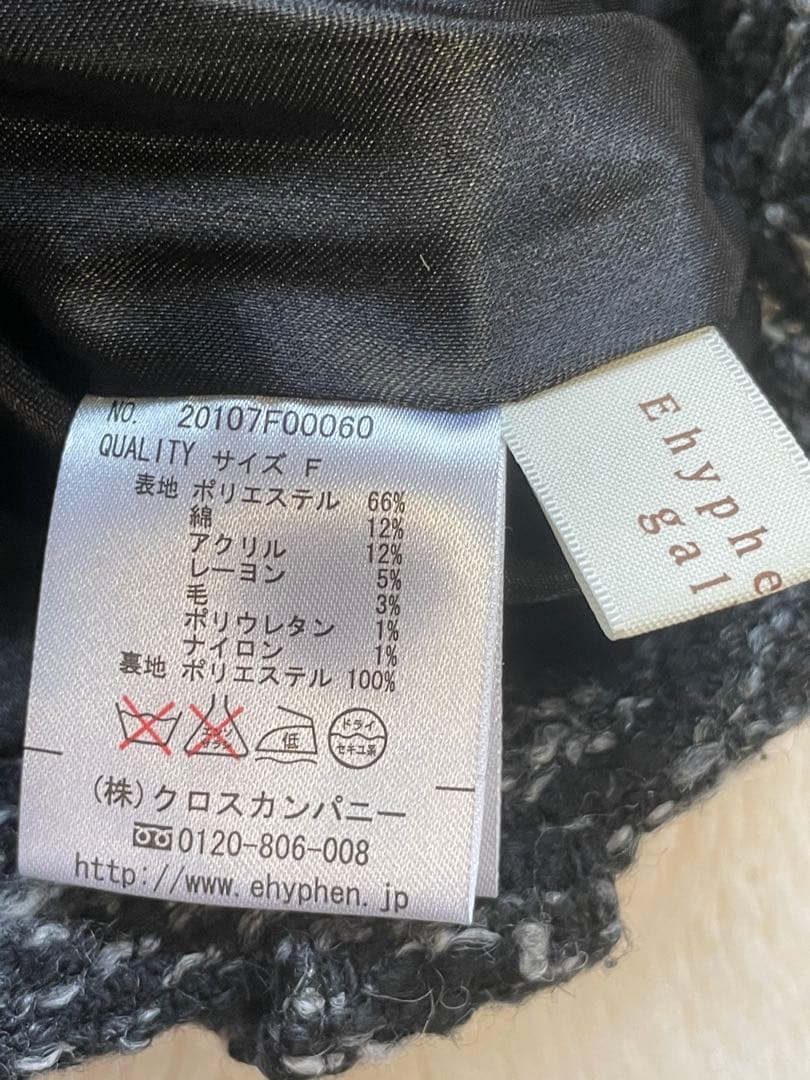 NO. 20107F00060
QUALITY サイズ F
表地 ポリエステル 66%
綿 12%
アクリル 12%
レーヨン 5%
毛 3%
ポリウレタン 1%
ナイロン 1%
裏地 ポリエステル 100%
低
ドライ
セキユ系
(株)クロスカンパニー
0120-806-008
http://www.ehyphen.jp
Ehyphe
gal